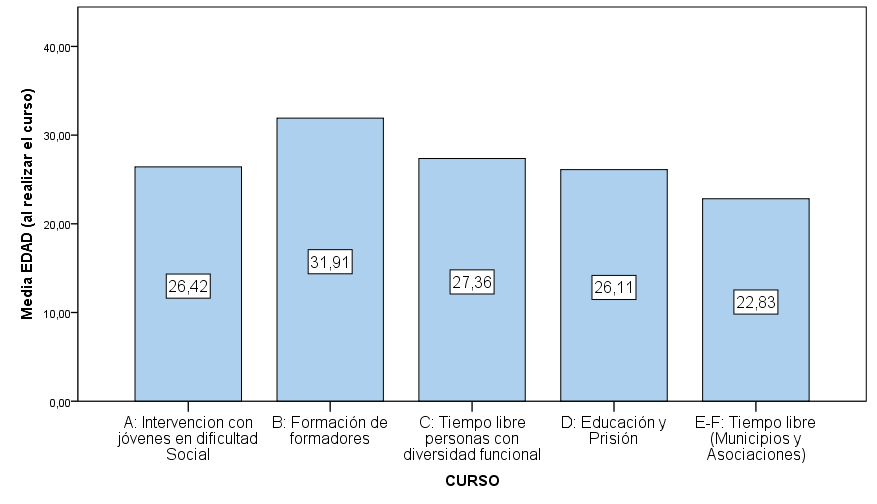 Media EDAD (al realizar el curso)
40,00
30,00
20,00
10,00
0,00
26,42
31,91
27,36
26,11
22,83
A: Intervencion con
jóvenes en dificultad
Social
B: Formación de
formadores
C: Tiempo libre
personas con
diversidad funcional
D: Educación y
Prisión
E-F: Tiempo libre
(Municipios y
Asociaciones)
CURSO